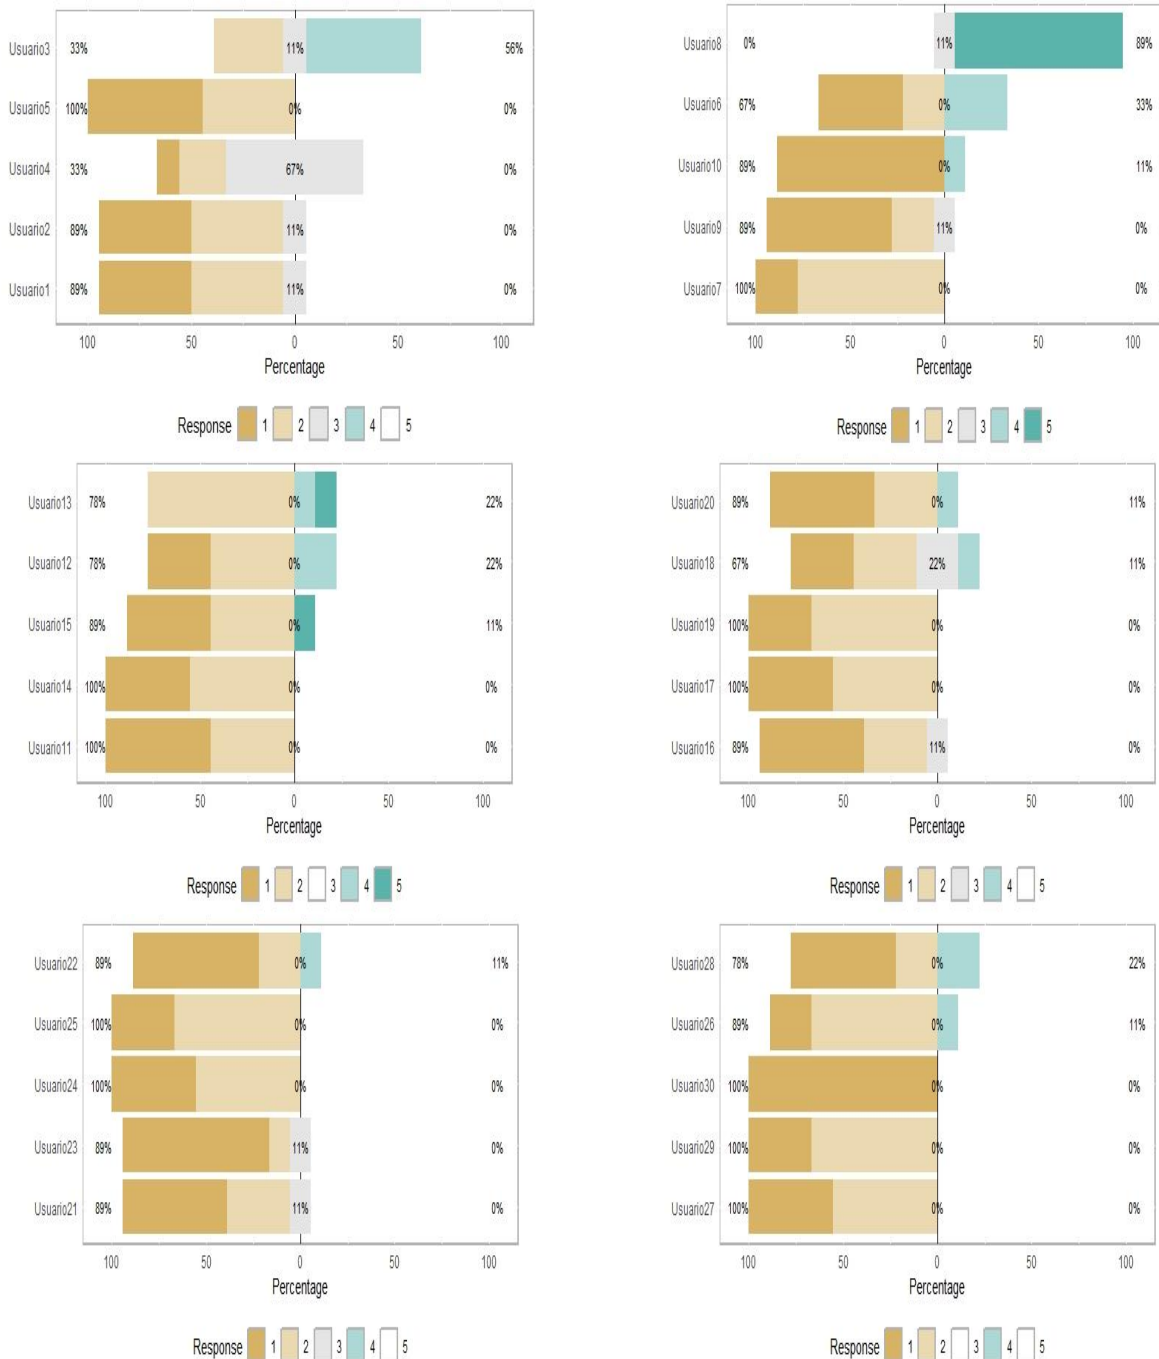 Usuario3 33% 11% 56%
Usuario5 100% 0% 0%
Usuario4 33% 67% 0%
Usuario2 89% 11% 0%
Usuario1 89% 11% 0%
100 50 0 50 100
Percentage
Response 1 2 3 4 5
Usuario8 0% 11% 89%
Usuario6 67% 0% 33%
Usuario10 89% 0% 11%
Usuario9 89% 11% 0%
Usuario7 100% 0% 0%
100 50 0 50 100
Percentage
Response 1 2 3 4 5
Usuario13 78% 0% 22%
Usuario12 78% 0% 22%
Usuario15 89% 0% 11%
Usuario14 100% 0% 0%
Usuario11 100% 0% 0%
100 50 0 50 100
Percentage
Response 1 2 3 4 5
Usuario20 89% 0% 11%
Usuario18 67% 22% 11%
Usuario19 100% 0% 0%
Usuario17 100% 0% 0%
Usuario16 89% 11% 0%
100 50 0 50 100
Percentage
Response 1 2 3 4 5
Usuario22 89% 0% 11%
Usuario25 100% 0% 0%
Usuario24 100% 0% 0%
Usuario23 89% 11% 0%
Usuario21 89% 11% 0%
100 50 0 50 100
Percentage
Response 1 2 3 4 5
Usuario28 78% 0% 22%
Usuario26 89% 0% 11%
Usuario30 100% 0% 0%
Usuario29 100% 0% 0%
Usuario27 100% 0% 0%
100 50 0 50 100
Percentage
Response 1 2 3 4 5